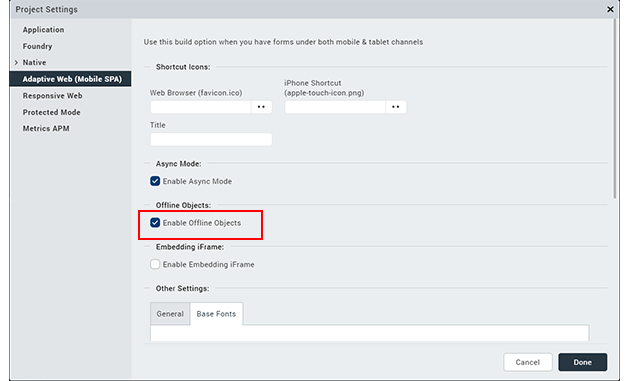 Project Settings
Application
Foundry
Native
Adaptive Web (Mobile SPA)
Responsive Web
Protected Mode
Metrics APM
Use this build option when you have forms under both mobile & tablet channels
Shortcut Icons:
Web Browser (favicon.ico)
iPhone Shortcut
(apple-touch-icon.png)
Title
Async Mode:
Enable Async Mode
Offline Objects:
Enable Offline Objects
Embedding iFrame:
Enable Embedding iFrame
Other Settings:
General
Base Fonts
Cancel
Done